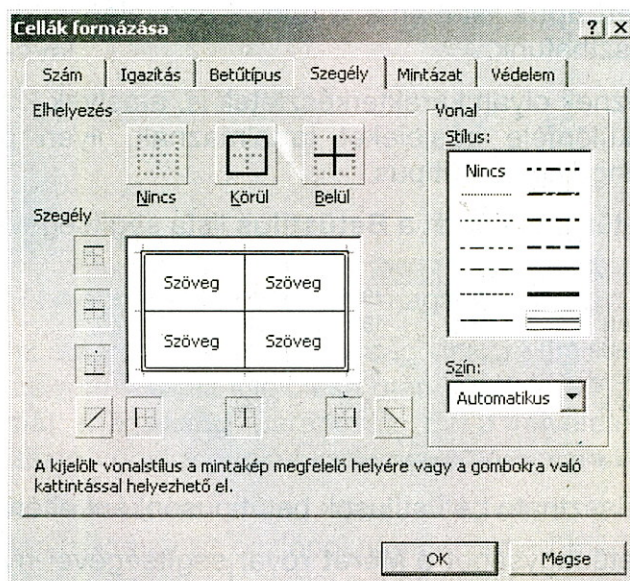 Cellák formázása
Szám Igazítás Betűtípus Szegély Mintázat Védelem
Elhelyezés
Nincs Körül Belül
Szegély
Szöveg Szöveg
Szöveg Szöveg
Vonal
Stílus:
Nincs
Szín:
Automatikus
A kijelölt vonalstílus a mintakép megfelelő helyére vagy a gombokra való
kattintással helyezhető el.
OK Mégse